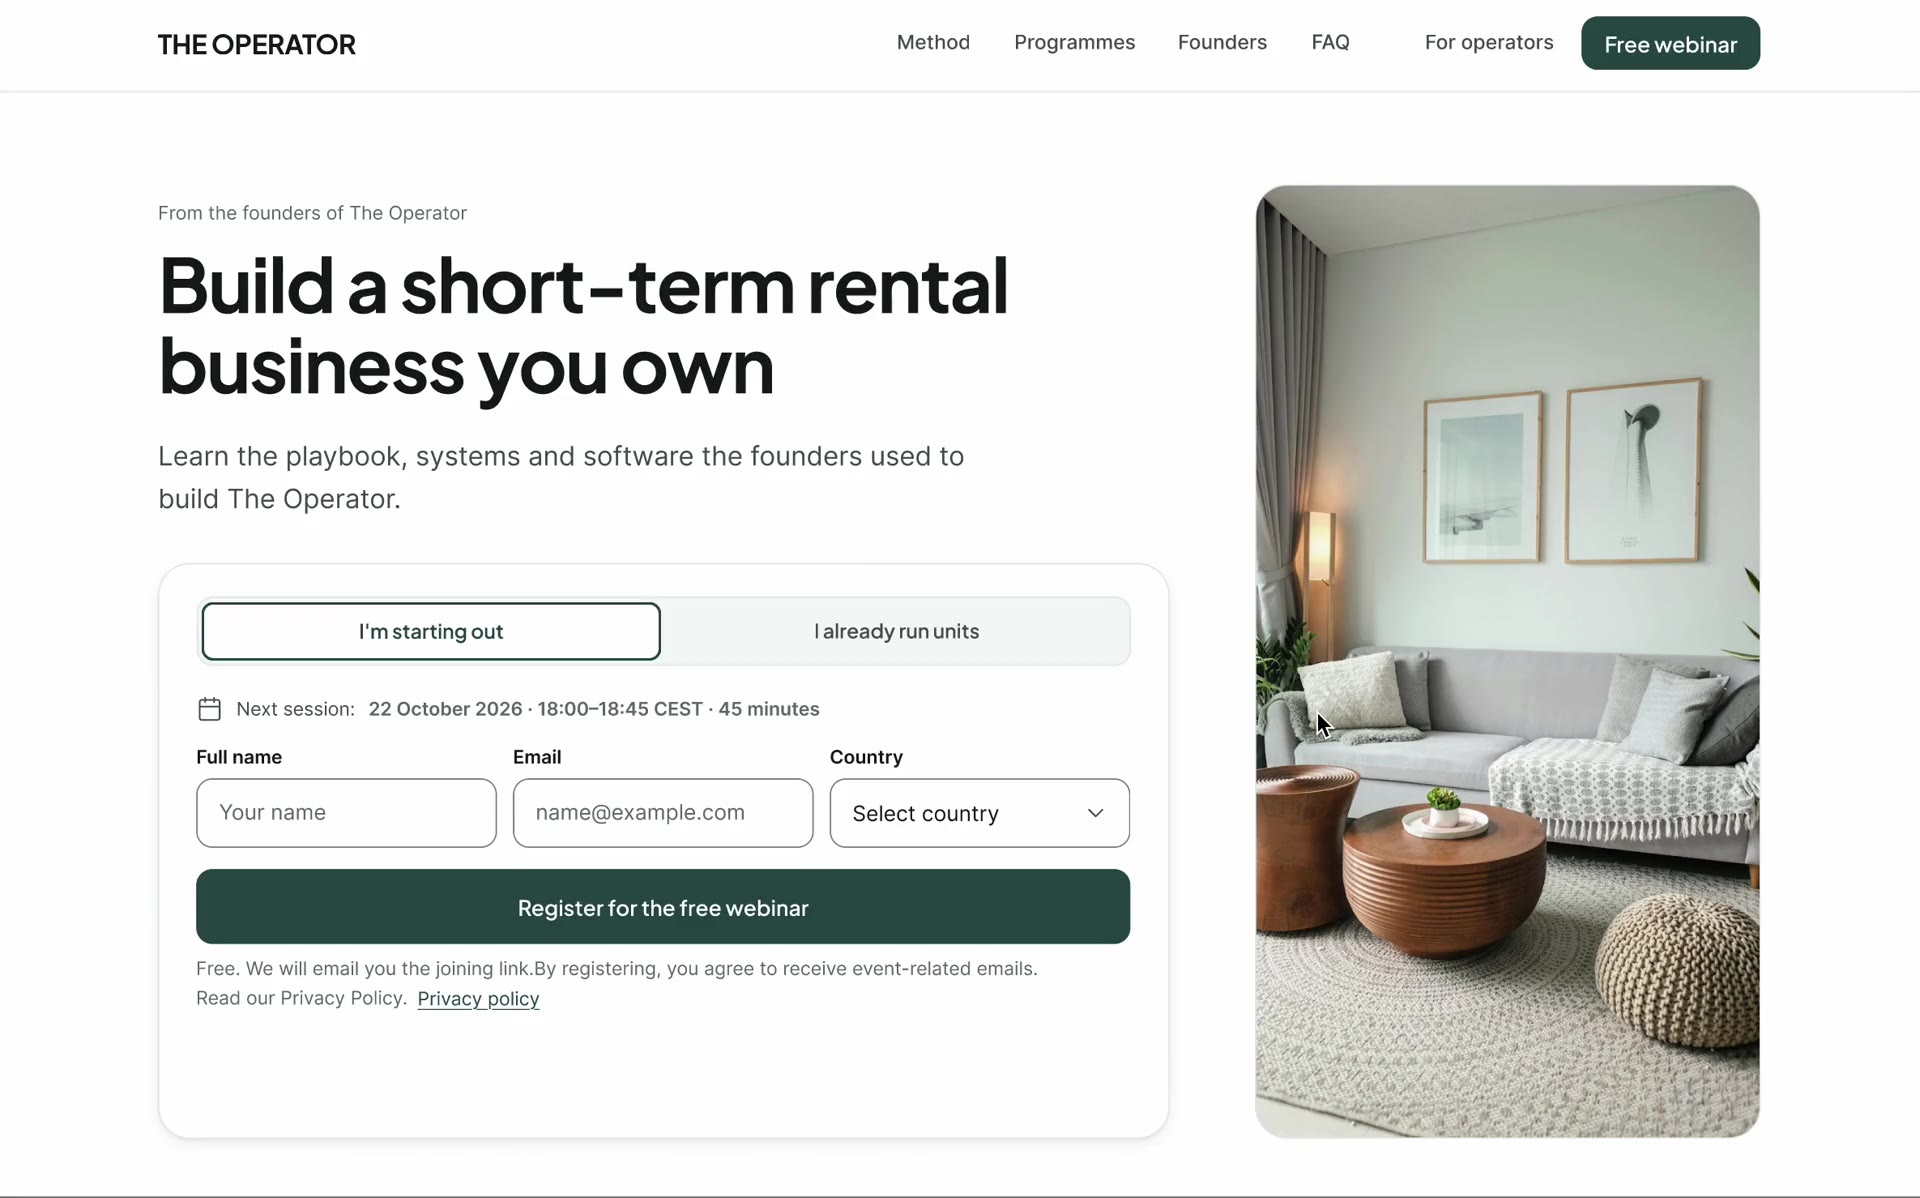 THE OPERATOR
Method
Programmes
Founders
FAQ
For operators
Free webinar
From the founders of The Operator
Build a short-term rental
business you own
Learn the playbook, systems and software the founders used to
build The Operator.
I'm starting out
I already run units
Next session: 22 October 2026 · 18:00–18:45 CEST · 45 minutes
Full name
Email
Country
Your name
name@example.com
Select country
Register for the free webinar
Free. We will email you the joining link.By registering, you agree to receive event-related emails.
Read our Privacy Policy. Privacy policy